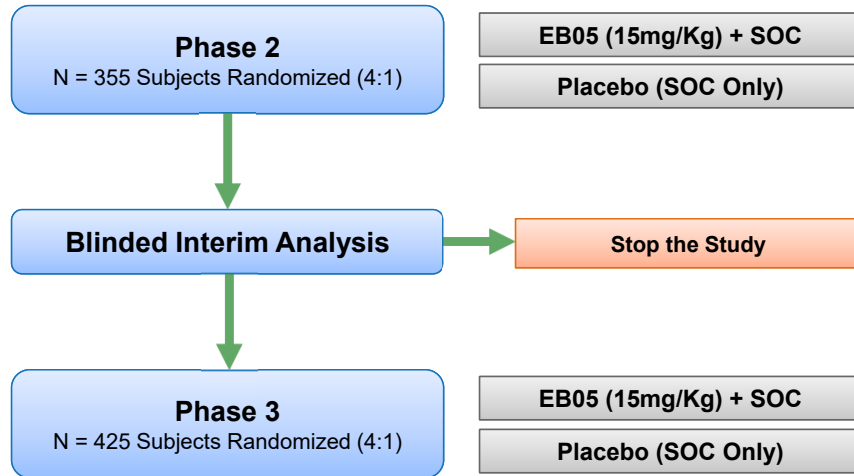 Phase 2
N = 355 Subjects Randomized (4:1)
EB05 (15mg/Kg) + SOC
Placebo (SOC Only)
Blinded Interim Analysis
Stop the Study
Phase 3
N = 425 Subjects Randomized (4:1)
EB05 (15mg/Kg) + SOC
Placebo (SOC Only)